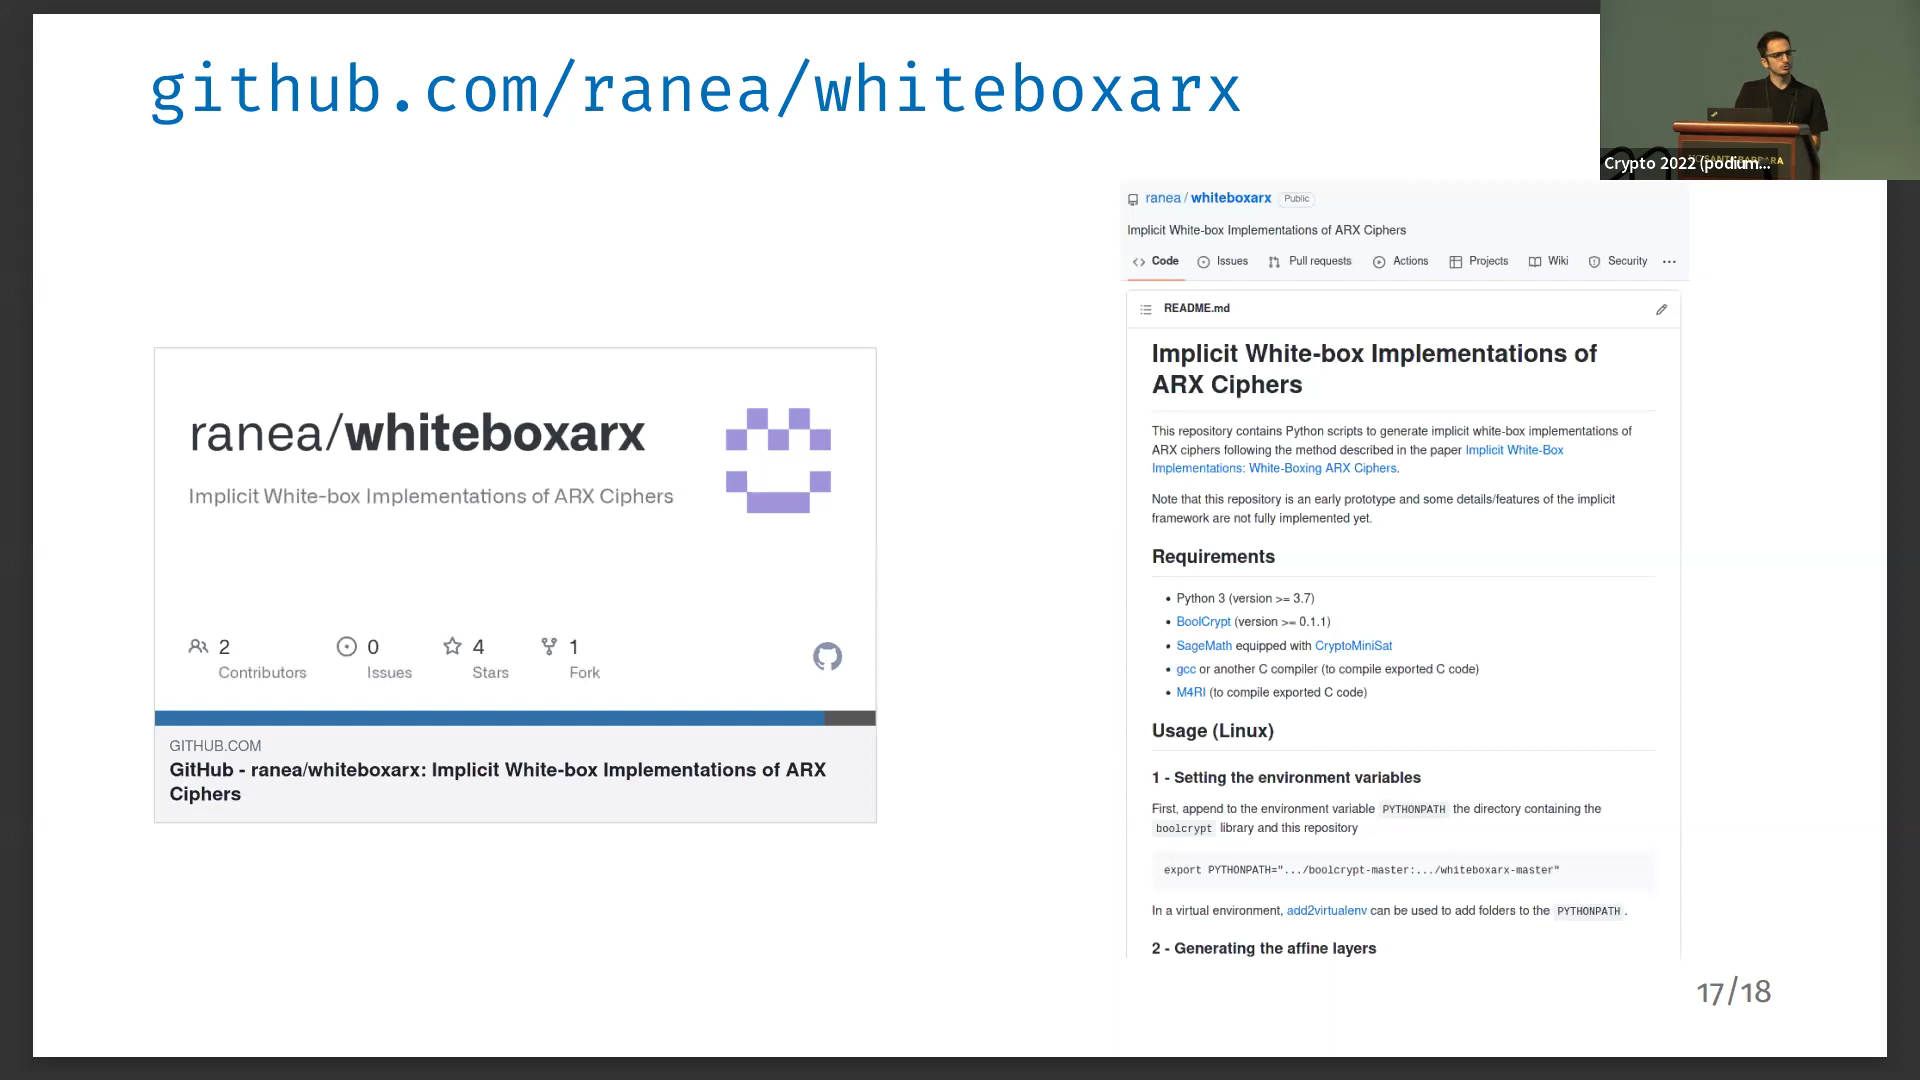 github.com/ranea/whiteboxarx
Crypto 2022 (podium...
ranea/whiteboxarx
Implicit White-box Implementations of ARX Ciphers
2 Contributors
0 Issues
4 Stars
1 Fork
GITHUB.COM
GitHub - ranea/whiteboxarx: Implicit White-box Implementations of ARX
Ciphers
ranea / whiteboxarx Public
Implicit White-box Implementations of ARX Ciphers
Code Issues Pull requests Actions Projects Wiki Security ...
README.md
Implicit White-box Implementations of
ARX Ciphers
This repository contains Python scripts to generate implicit white-box implementations of
ARX ciphers following the method described in the paper Implicit White-Box
Implementations: White-Boxing ARX Ciphers.
Note that this repository is an early prototype and some details/features of the implicit
framework are not fully implemented yet.
Requirements
• Python 3 (version >= 3.7)
• BoolCrypt (version >= 0.1.1)
• SageMath equipped with CryptoMiniSat
• gcc or another C compiler (to compile exported C code)
• M4RI (to compile exported C code)
Usage (Linux)
1 - Setting the environment variables
First, append to the environment variable PYTHONPATH the directory containing the
boolcrypt library and this repository
export PYTHONPATH=".../boolcrypt-master:.../whiteboxarx-master"
In a virtual environment, add2virtualenv can be used to add folders to the PYTHONPATH .
2 - Generating the affine layers
17/18